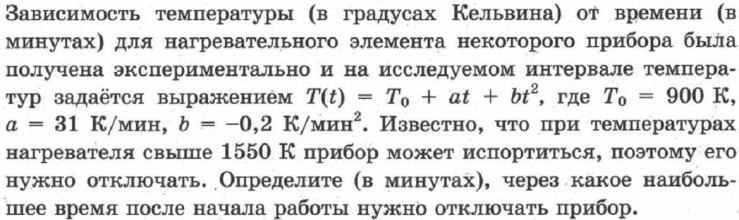 Зависимость температуры (в градусах Кельвина) от времени (в
минутах) для нагревательного элемента некоторого прибора была
получена экспериментально и на исследуемом интервале темпера-
тур задаётся выражением T(t) = T₀ + at + bt², где T₀ = 900 К,
a = 31 К/мин, b = −0,2 К/мин². Известно, что при температурах
нагревателя свыше 1550 К прибор может испортиться, поэтому его
нужно отключать. Определите (в минутах), через какое наиболь-
шее время после начала работы нужно отключать прибор.